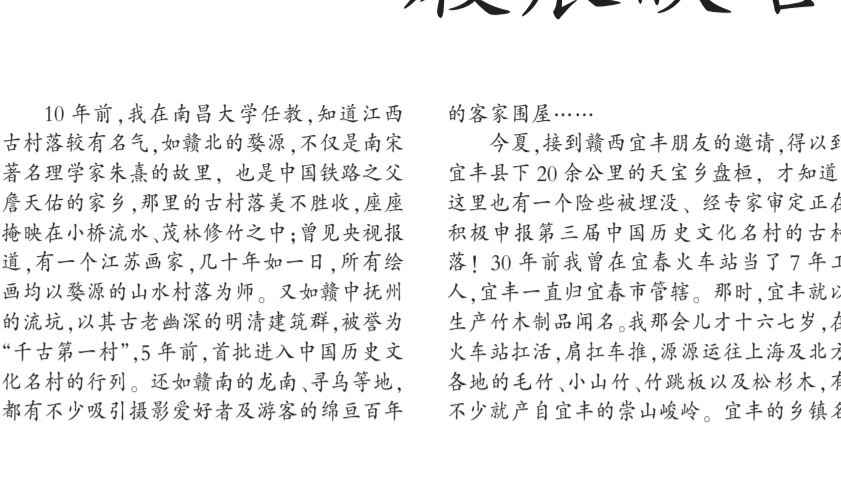 10 年前,我在南昌大学任教,知道江西
古村落较有名气,如赣北的婺源,不仅是南宋
著名理学家朱熹的故里，也是中国铁路之父
詹天佑的家乡,那里的古村落美不胜收,座座
掩映在小桥流水、茂林修竹之中;曾见央视报
道,有一个江苏画家,几十年如一日,所有绘
画均以婺源的山水村落为师。又如赣中抚州
的流坑,以其古老幽深的明清建筑群,被誉为
“千古第一村”,5 年前,首批进入中国历史文
化名村的行列。还如赣南的龙南、寻乌等地,
都有不少吸引摄影爱好者及游客的绵亘百年
的客家围屋……
今夏,接到赣西宜丰朋友的邀请,得以到
宜丰县下 20 余公里的天宝乡盘桓，才知道
这里也有一个险些被埋没、经专家审定正在
积极申报第三届中国历史文化名村的古村
落！30 年前我曾在宜春火车站当了 7 年工
人,宜丰一直归宜春市管辖。那时,宜丰就以
生产竹木制品闻名。我那会儿才十六七岁,在
火车站扛活,肩扛车推,源源运往上海及北方
各地的毛竹、小山竹、竹跳板以及松杉木,有
不少就产自宜丰的崇山峻岭。宜丰的乡镇名